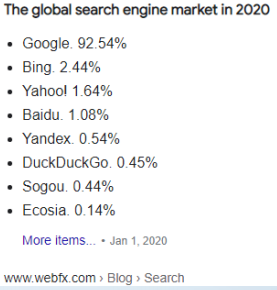 The global search engine market in 2020
• Google. 92.54%
• Bing. 2.44%
• Yahoo! 1.64%
• Baidu. 1.08%
• Yandex. 0.54%
• DuckDuckGo. 0.45%
• Sogou. 0.44%
• Ecosia. 0.14%
More items... • Jan 1, 2020
www.webfx.com › Blog › Search